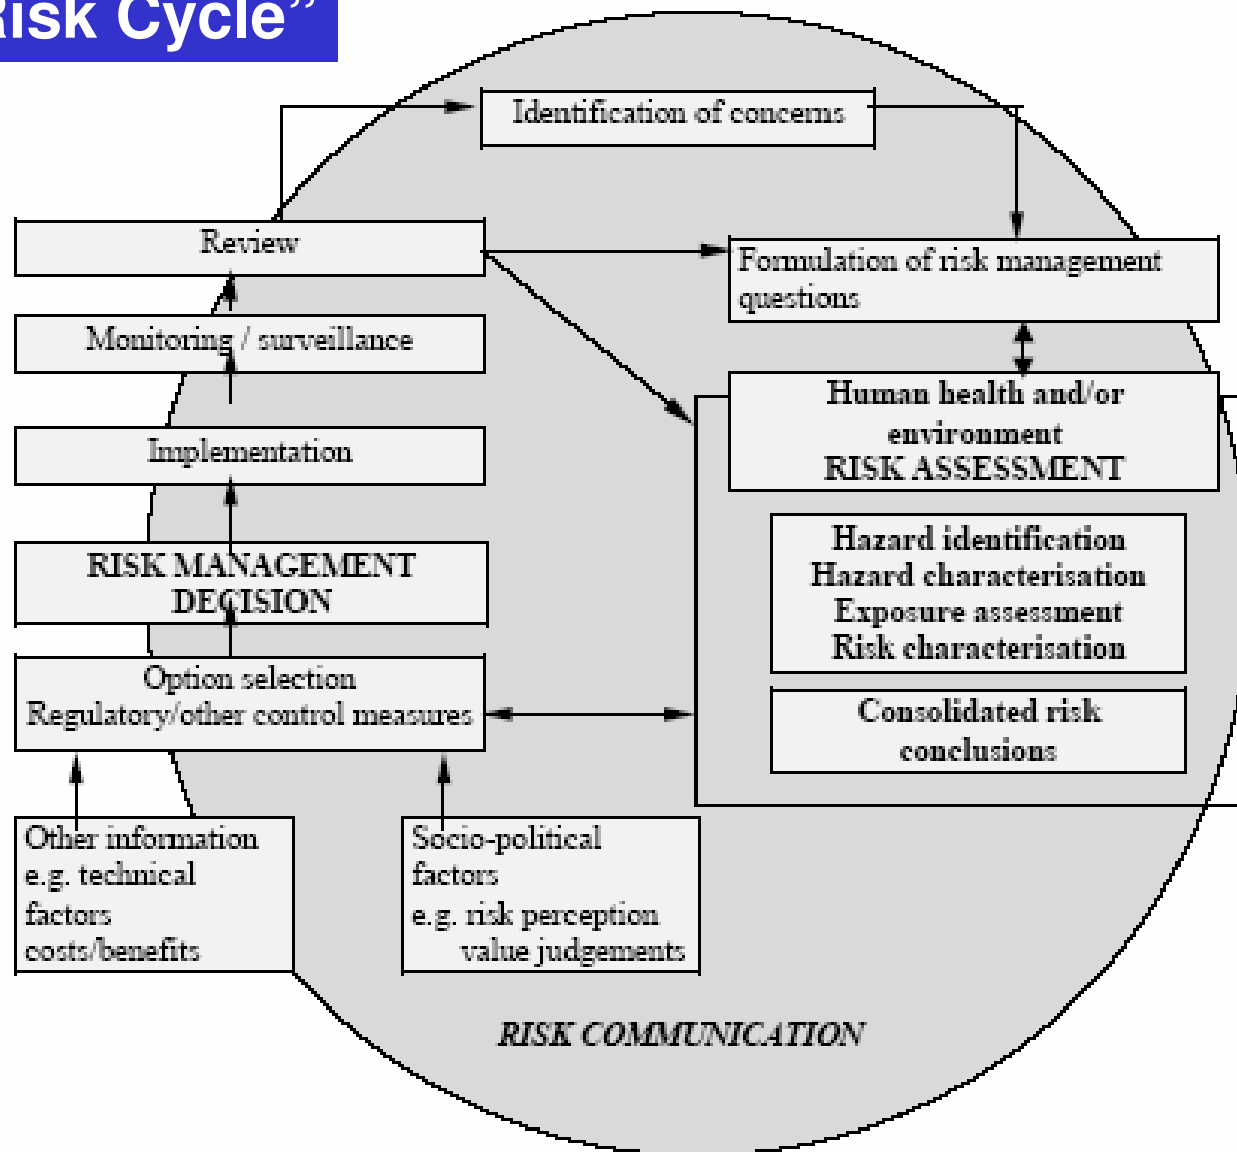 Risk Cycle”
Identification of concerns
Review
Formulation of risk management
questions
Monitoring / surveillance
Human health and/or
environment
RISK ASSESSMENT
Implementation
Hazard identification
Hazard characterisation
Exposure assessment
Risk characterisation
RISK MANAGEMENT
DECISION
Option selection
Regulatory/other control measures
Consolidated risk
conclusions
Other information
e.g. technical
factors
costs/benefits
Socio-political
factors
e.g. risk perception
value judgements
RISK COMMUNICATION